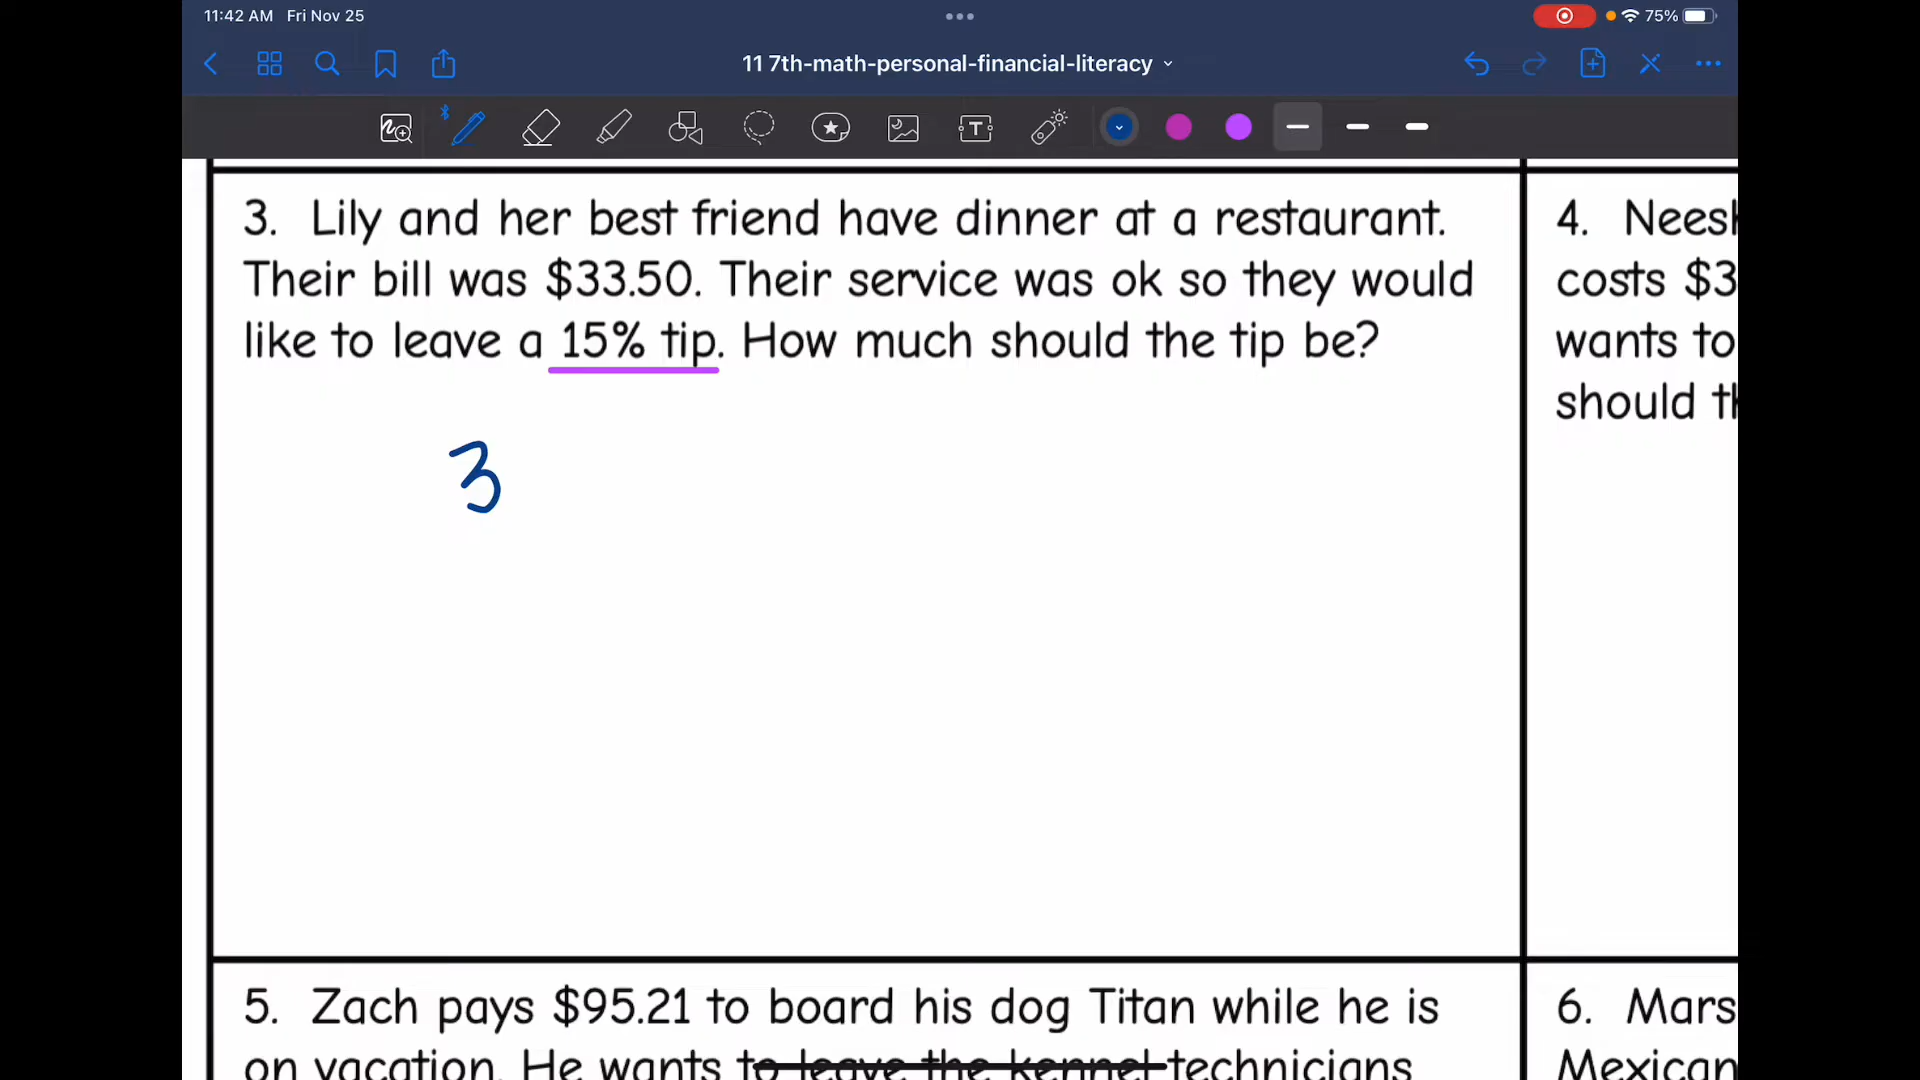 11:42 AM Fri Nov 25
75%
11 7th-math-personal-financial-literacy
3. Lily and her best friend have dinner at a restaurant.
Their bill was $33.50. Their service was ok so they would
like to leave a 15% tip. How much should the tip be?
3
4. Neesh
costs $3
wants to
should th
5. Zach pays $95.21 to board his dog Titan while he is
on vacation. He wants to leave the kennel technicians
6. Mars
Mexican